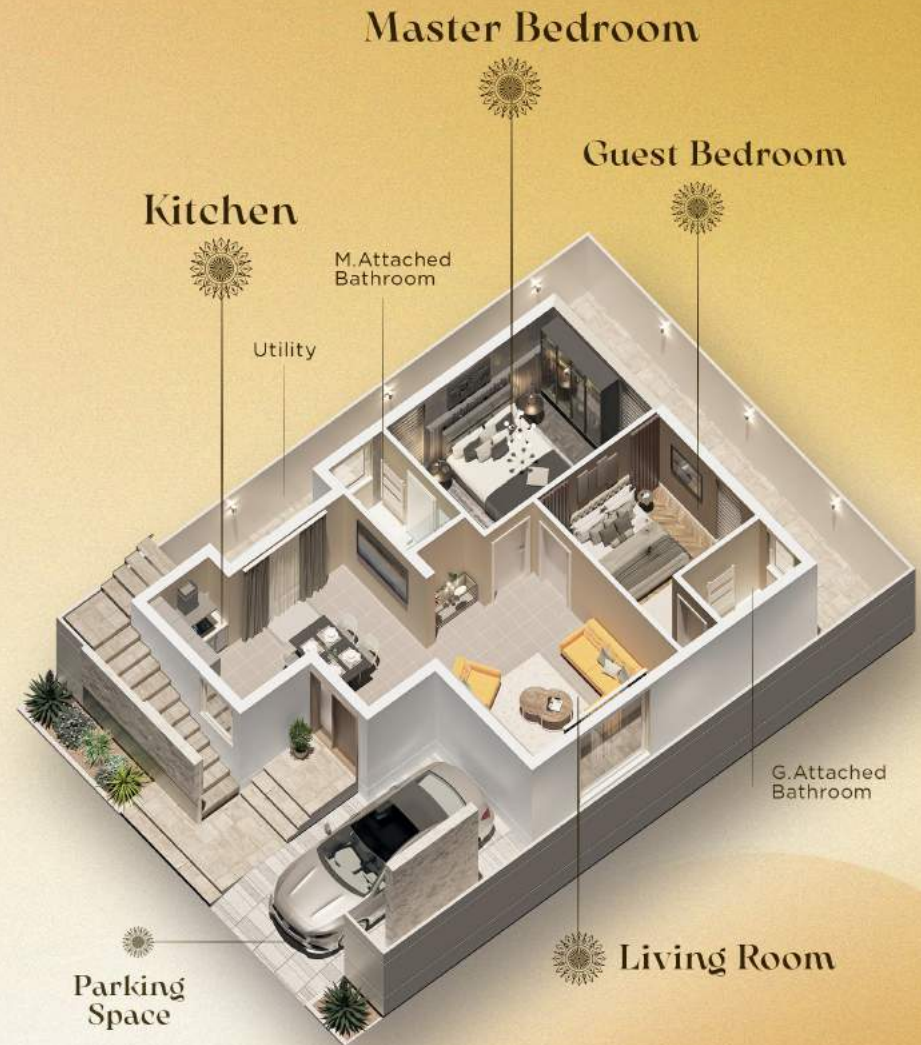 Master Bedroom
Guest Bedroom
Kitchen
M.Attached
Bathroom
Utility
G.Attached
Bathroom
Living Room
Parking
Space